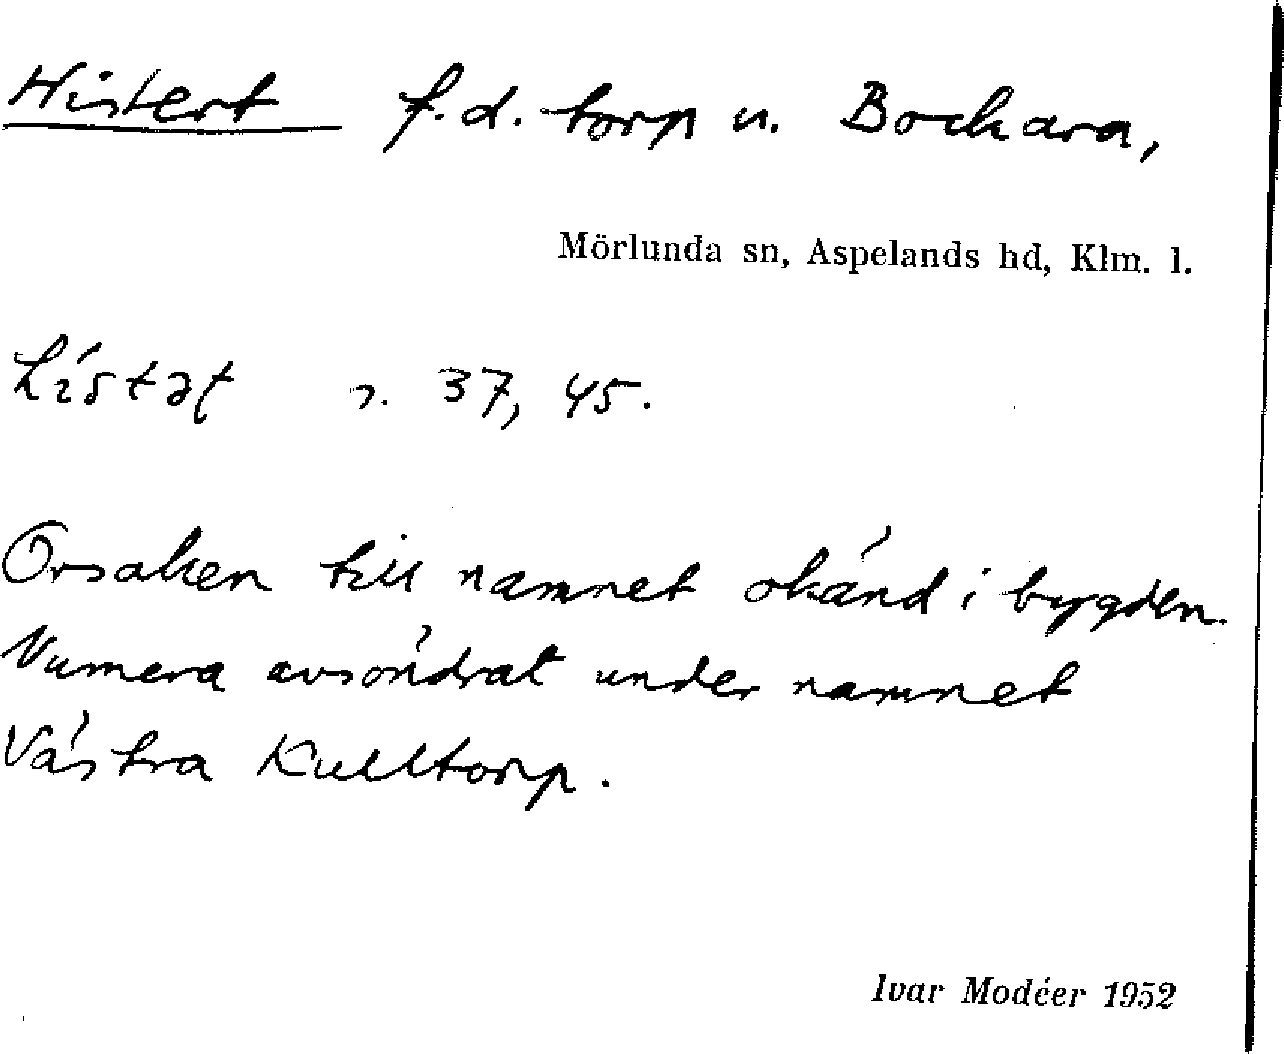 Histert f.d. torp u. Bockara,
Mörlunda sn, Aspelands hd, Klm. l.
s. 37, 45.
Orsaken till namnet okänd i bygden.
Numera avsöndrat under namnet
Västra Kulltorp.
Ivar Modéer 1952